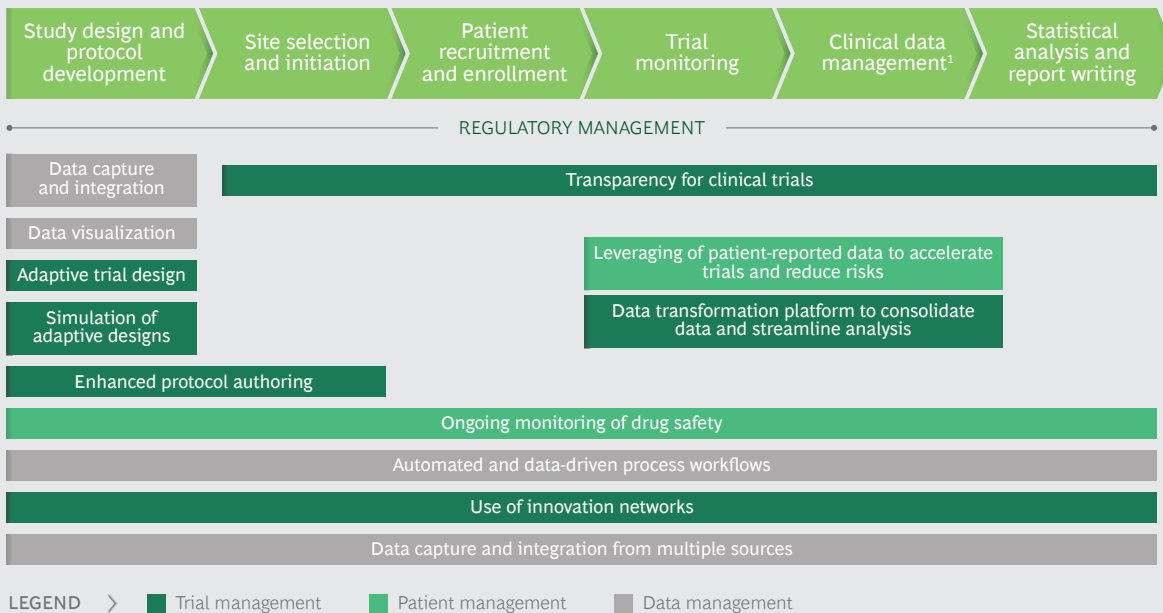 Study design and
protocol
development
Site selection
and initiation
Patient
recruitment
and enrollment
Trial
monitoring
Clinical data
management¹
Statistical
analysis and
report writing
REGULATORY MANAGEMENT
Data capture
and integration
Transparency for clinical trials
Data visualization
Leveraging of patient-reported data to accelerate
trials and reduce risks
Adaptive trial design
Simulation of
adaptive designs
Data transformation platform to consolidate
data and streamline analysis
Enhanced protocol authoring
Ongoing monitoring of drug safety
Automated and data-driven process workflows
Use of innovation networks
Data capture and integration from multiple sources
LEGEND > Trial management Patient management Data management